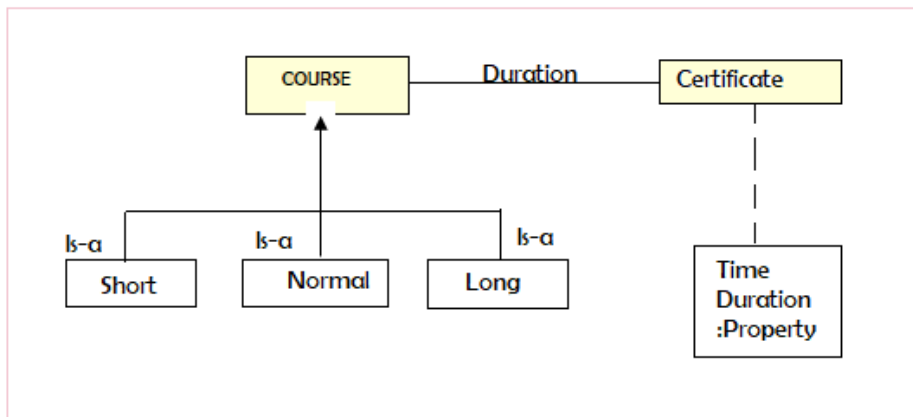 COURSE
Duration
Certificate
Is-a
Is-a
Is-a
Short
Normal
Long
Time
Duration
:Property